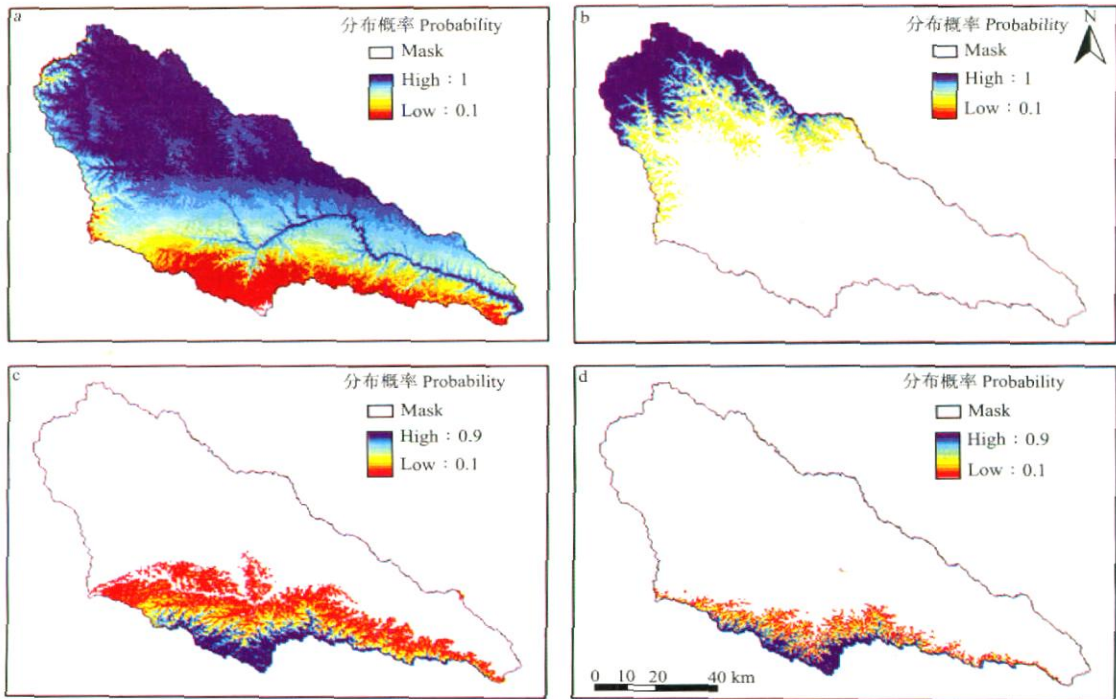 a
分布概率 Probability
Mask
High：1
Low：0.1
b
分布概率 Probability
N
Mask
High：1
Low：0.1
c
分布概率 Probability
Mask
High：0.9
Low：0.1
d
分布概率 Probability
Mask
High：0.9
Low：0.1
0 10 20 40 km